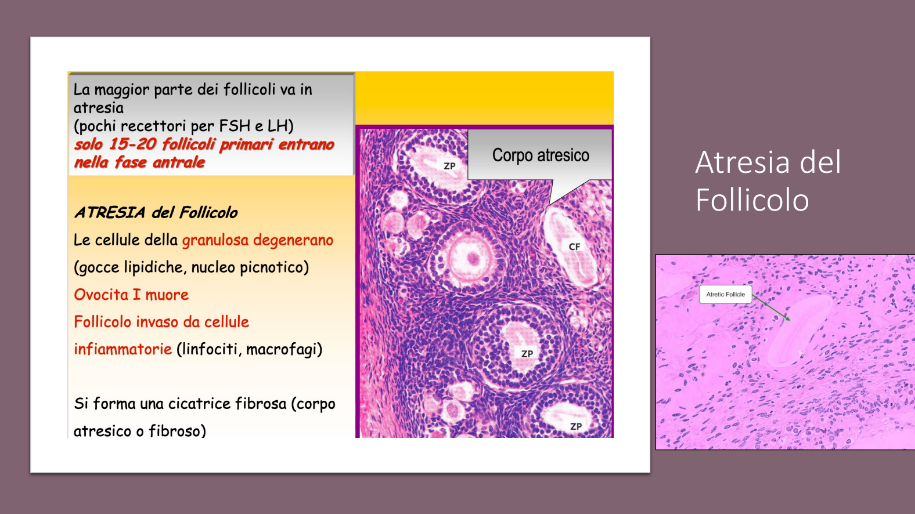 La maggior parte dei follicoli va in
atresia
(pochi recettori per FSH e LH)
solo 15-20 follicoli primari entrano
nella fase antrale
ATRESIA del Follicolo
Le cellule della granulosa degenerano
(gocce lipidiche, nucleo picnotico)
Ovocita I muore
Follicolo invaso da cellule
infiammatorie (linfociti, macrofagi)
Si forma una cicatrice fibrosa (corpo
atresico o fibroso)
Corpo atresico
ZP
CF
ZP
ZP
Atresia del
Follicolo
Atretic Follicle